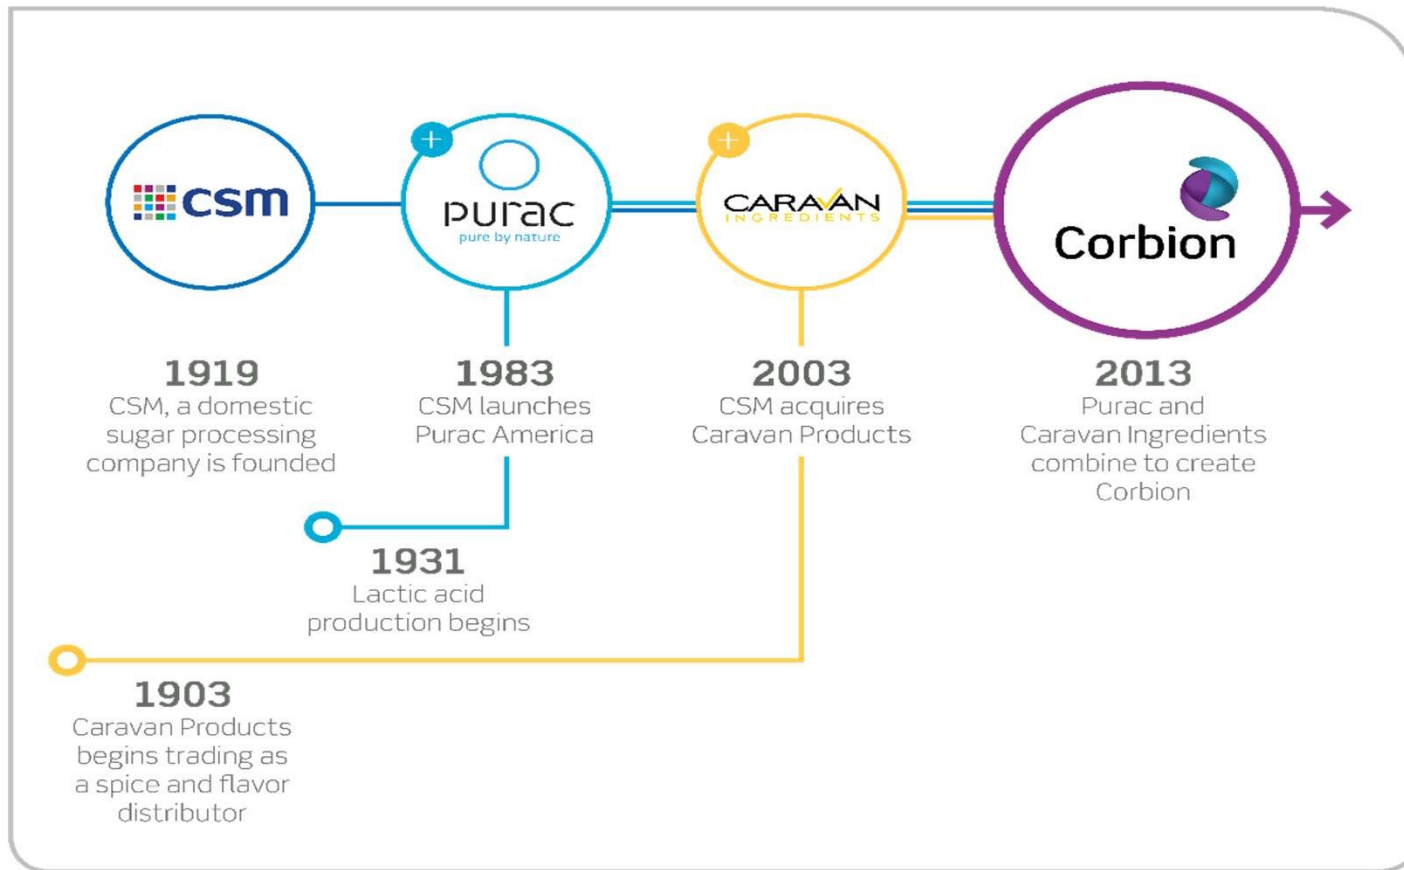 csm
purac
pure by nature
CARAVAN
INGREDIENTS
Corbion
1919
CSM, a domestic
sugar processing
company is founded
1983
CSM launches
Purac America
2003
CSM acquires
Caravan Products
2013
Purac and
Caravan Ingredients
combine to create
Corbion
1931
Lactic acid
production begins
1903
Caravan Products
begins trading as
a spice and flavor
distributor